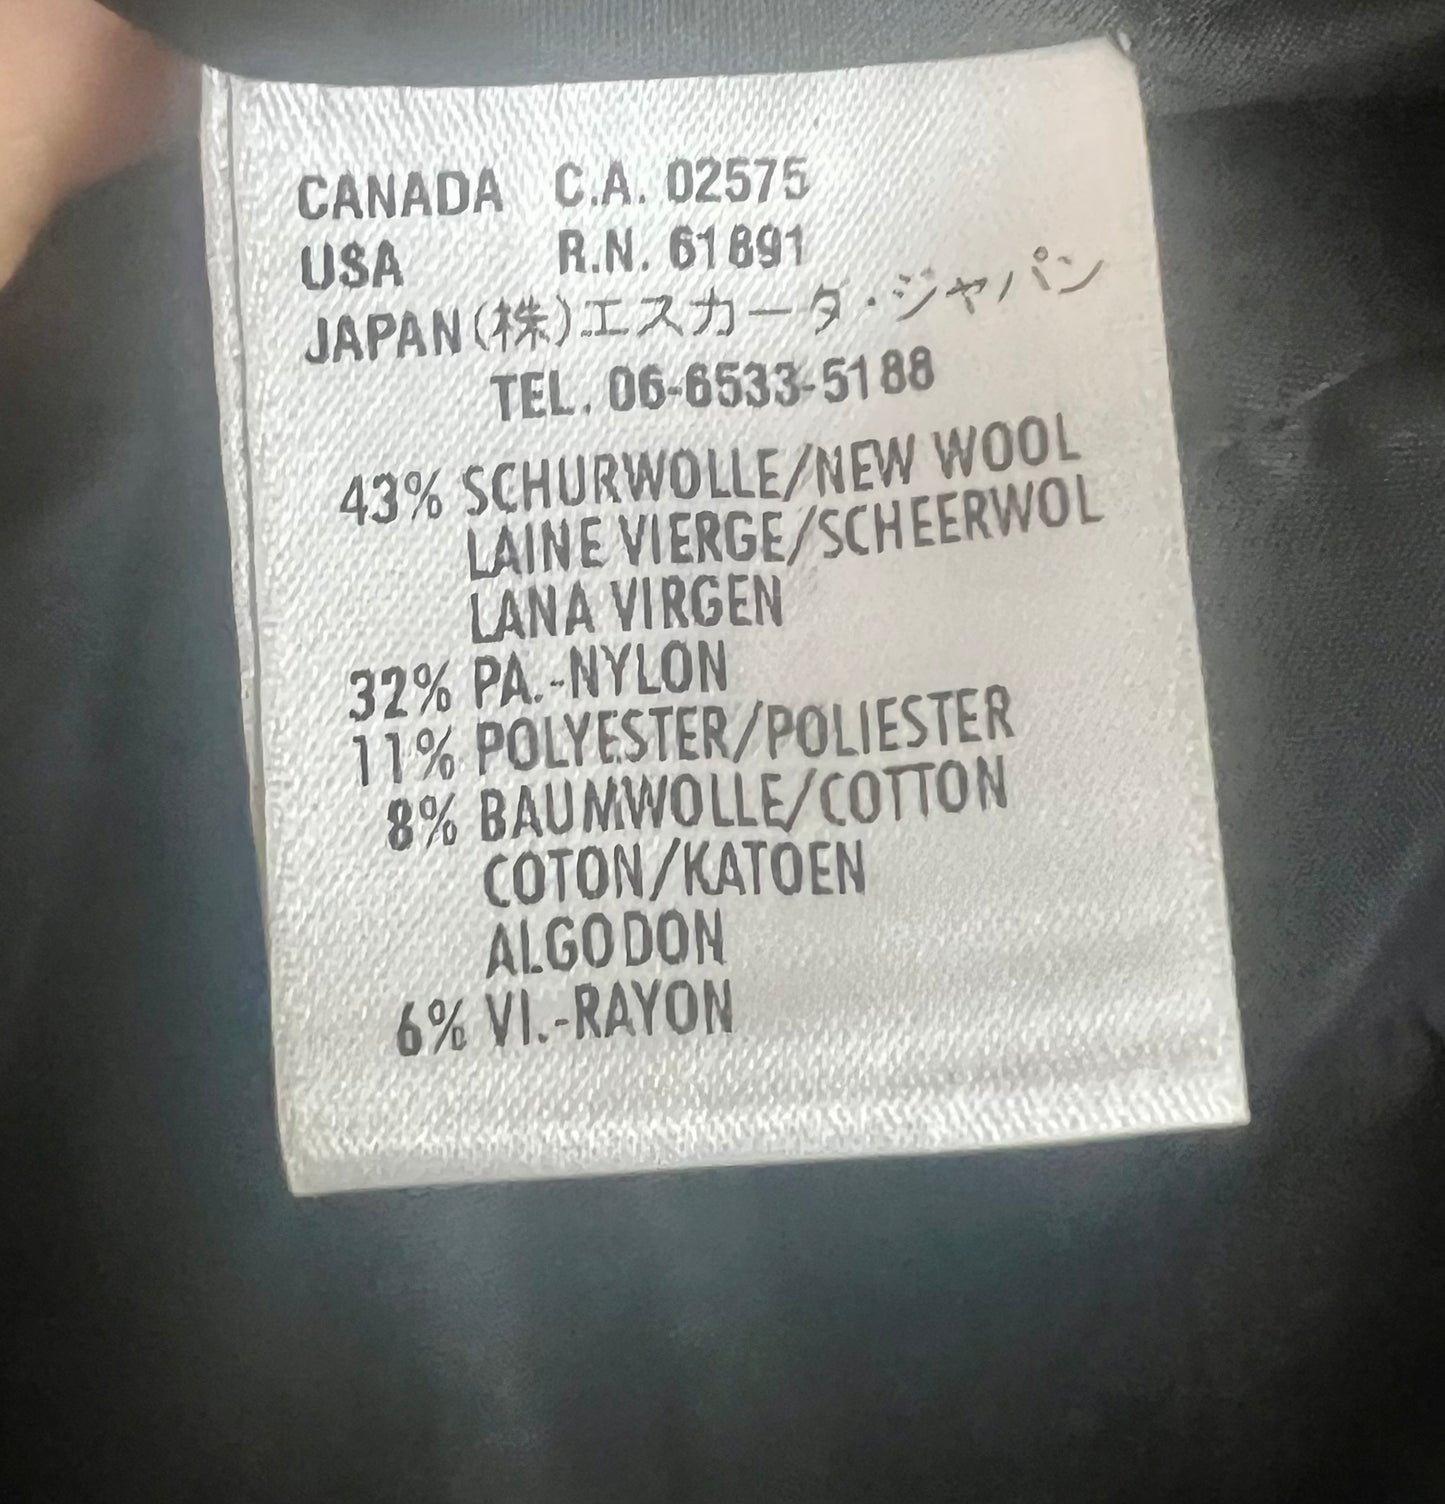 CANADA C.A. 02575
USA R.N. 61891
JAPAN (株)エスカーダ・ジャパン
TEL. 06-6533-5188
43% SCHURWOLLE/NEW WOOL
LAINE VIERGE/SCHEERWOL
LANA VIRGEN
32% PA.-NYLON
11% POLYESTER/POLIESTER
8% BAUMWOLLE/COTTON
COTON/KATOEN
ALGODON
6% VI.-RAYON